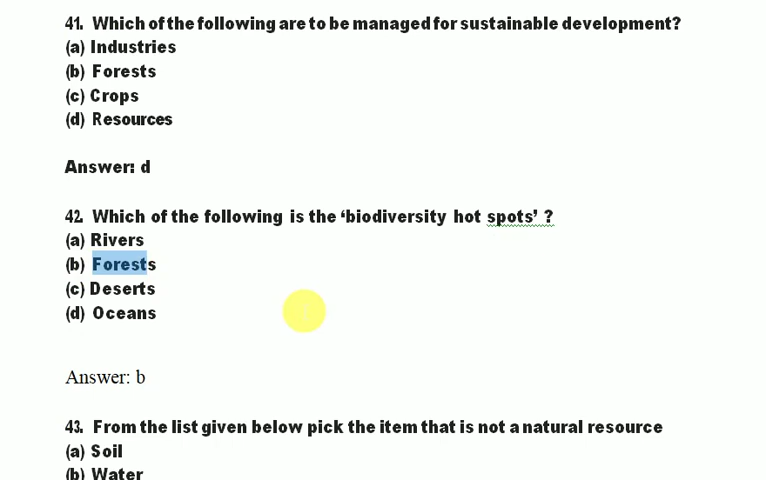 41. Which of the following are to be managed for sustainable development?
(a) Industries
(b) Forests
(c) Crops
(d) Resources
Answer: d
42. Which of the following is the ‘biodiversity hot spots’ ?
(a) Rivers
(b) Forests
(c) Deserts
(d) Oceans
Answer: b
43. From the list given below pick the item that is not a natural resource
(a) Soil
(b) Water